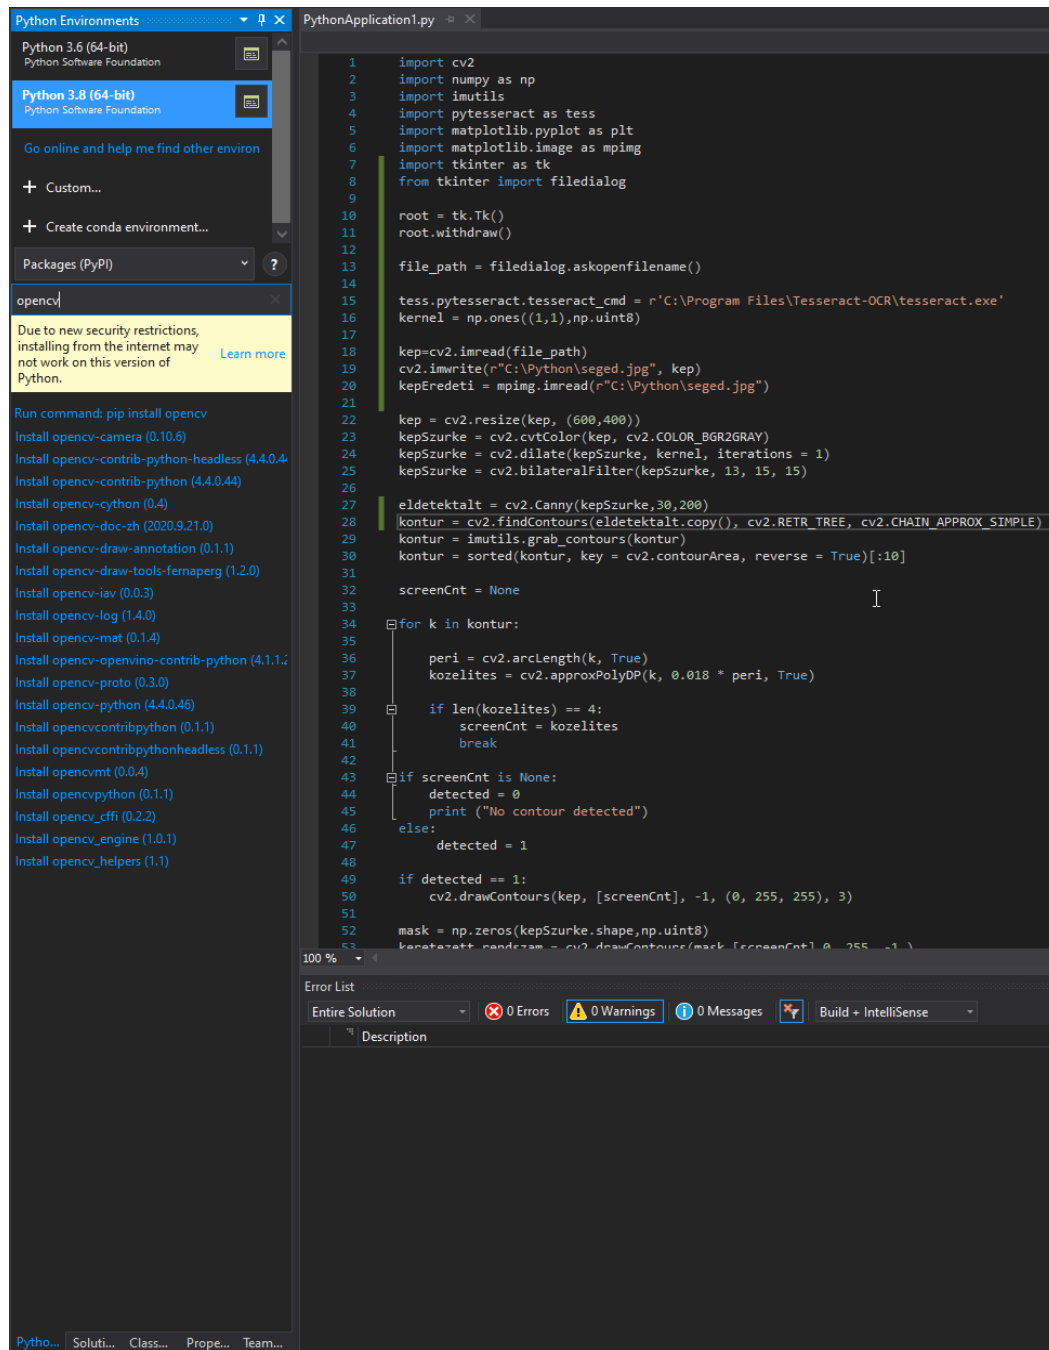 Python Environments
Python 3.6 (64-bit)
Python Software Foundation
Python 3.8 (64-bit)
Python Software Foundation
Go online and help me find other environ
Custom...
Create conda environment...
Packages (PyPI)
?
opencv
Due to new security restrictions,
installing from the internet may
not work on this version of
Python.
Learn more
Run command: pip install opencv
Install opencv-camera (0.10.6)
Install opencv-contrib-python-headless (4.4.0.44
Install opencv-contrib-python (4.4.0.44)
Install opencv-cython (0.4)
Install opencv-doc-zh (2020.9.21.0)
Install opencv-draw-annotation (0.1.1)
Install opencv-draw-tools-fernaperg (1.2.0)
Install opencv-iav (0.0.3)
Install opencv-log (1.4.0)
Install opencv-mat (0.1.4)
Install opencv-openvino-contrib-python (4.1.1.2
Install opencv-proto (0.3.0)
Install opencv-python (4.4.0.46)
Install opencvcontribpython (0.1.1)
Install opencvcontribpythonheadless (0.1.1)
Install opencvmt (0.0.4)
Install opencvpython (0.1.1)
Install opencv_cffi (0.2.2)
Install opencv_engine (1.0.1)
Install opencv_helpers (1.1)
Pytho... Soluti... Class... Prope... Team...
PythonApplication1.py
1 import cv2
2 import numpy as np
3 import imutils
4 import pytesseract as tess
5 import matplotlib.pyplot as plt
6 import matplotlib.image as mpimg
7 import tkinter as tk
8 from tkinter import filedialog
9
10 root = tk.Tk()
11 root.withdraw()
12
13 file_path = filedialog.askopenfilename()
14
15 tess.pytesseract.tesseract_cmd = r'C:\Program Files\Tesseract-OCR\tesseract.exe'
16 kernel = np.ones((1,1),np.uint8)
17
18 kep=cv2.imread(file_path)
19 cv2.imwrite(r"C:\Python\seged.jpg", kep)
20 kepEredeti = mpimg.imread(r"C:\Python\seged.jpg")
21
22 kep = cv2.resize(kep, (600,400))
23 kepSzurke = cv2.cvtColor(kep, cv2.COLOR_BGR2GRAY)
24 kepSzurke = cv2.dilate(kepSzurke, kernel, iterations = 1)
25 kepSzurke = cv2.bilateralFilter(kepSzurke, 13, 15, 15)
26
27 eldetektalt = cv2.Canny(kepSzurke,30,200)
28 kontur = cv2.findContours(eldetektalt.copy(), cv2.RETR_TREE, cv2.CHAIN_APPROX_SIMPLE)
29 kontur = imutils.grab_contours(kontur)
30 kontur = sorted(kontur, key = cv2.contourArea, reverse = True)[:10]
31
32 screenCnt = None
33
34 for k in kontur:
35
36 peri = cv2.arcLength(k, True)
37 kozelites = cv2.approxPolyDP(k, 0.018 * peri, True)
38
39 if len(kozelites) == 4:
40 screenCnt = kozelites
41 break
42
43 if screenCnt is None:
44 detected = 0
45 print ("No contour detected")
46 else:
47 detected = 1
48
49 if detected == 1:
50 cv2.drawContours(kep, [screenCnt], -1, (0, 255, 255), 3)
51
52 mask = np.zeros(kepSzurke.shape,np.uint8)
53 keretezett_rendszam = cv2.drawContours(mask,[screenCnt],0, 255, -1,)
100 %
Error List
Entire Solution 0 Errors 0 Warnings 0 Messages Build + IntelliSense
Description